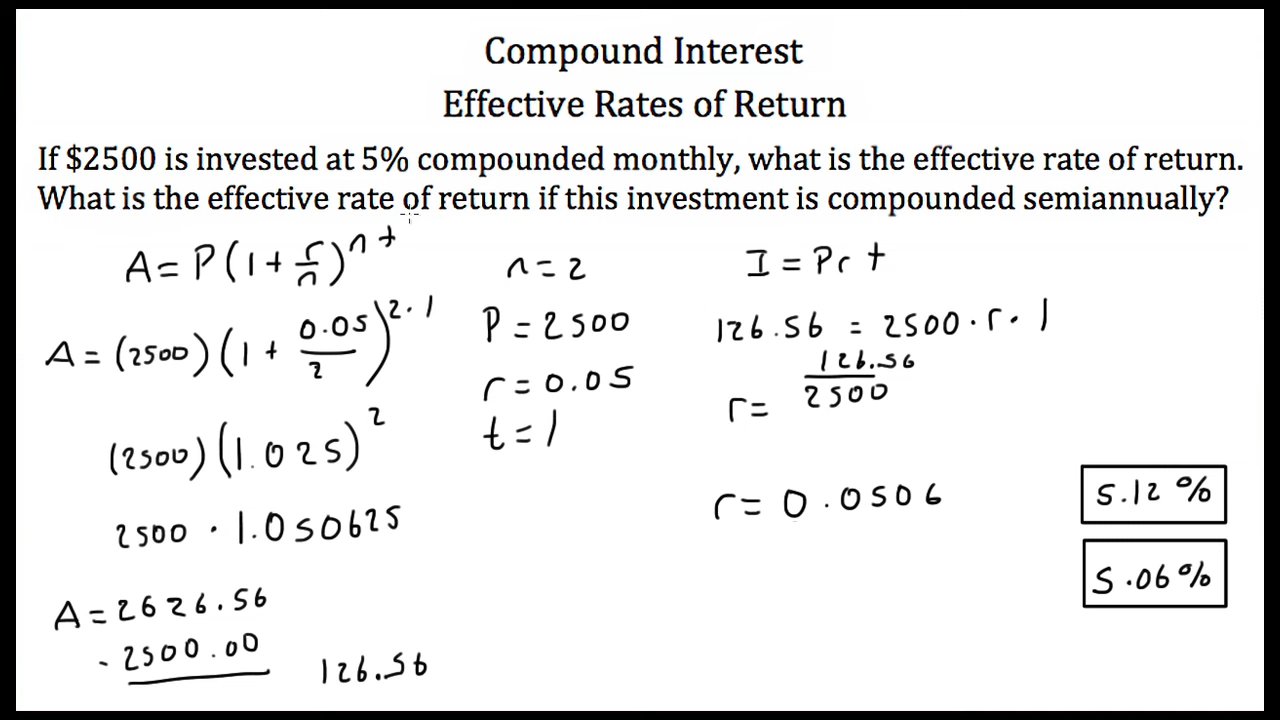 Compound Interest
Effective Rates of Return
If $2500 is invested at 5% compounded monthly, what is the effective rate of return.
What is the effective rate of return if this investment is compounded semiannually?
A = P(1 + r/n)^nt
A = (2500)(1 + 0.05/2)^2·1
(2500)(1.025)^2
2500 · 1.050625
A = 2626.56
- 2500.00
126.56
n = 2
P = 2500
r = 0.05
t = 1
I = Prt
126.56 = 2500 · r · 1
r = 126.56/2500
r = 0.0506
5.12 %
5.06 %